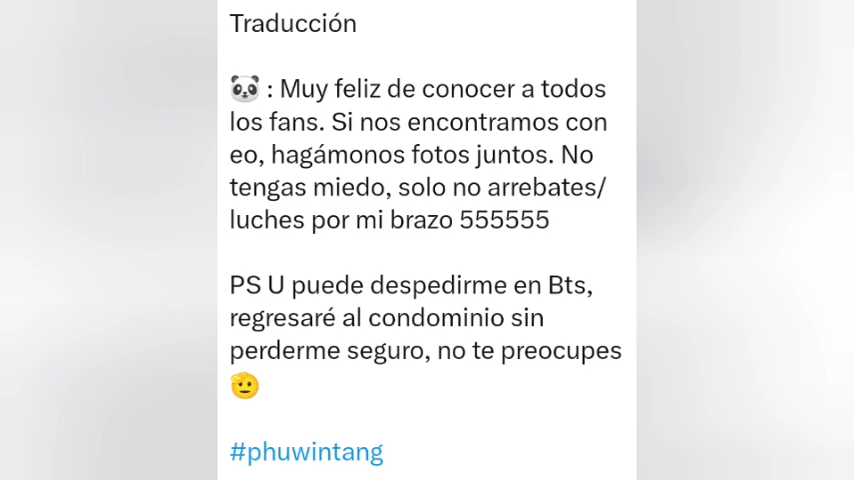 Traducción
🐼 : Muy feliz de conocer a todos
los fans. Si nos encontramos con
eo, hagámonos fotos juntos. No
tengas miedo, solo no arrebates/
luches por mi brazo 555555
PS U puede despedirme en Bts,
regresaré al condominio sin
perderme seguro, no te preocupes
🫡
#phuwintang